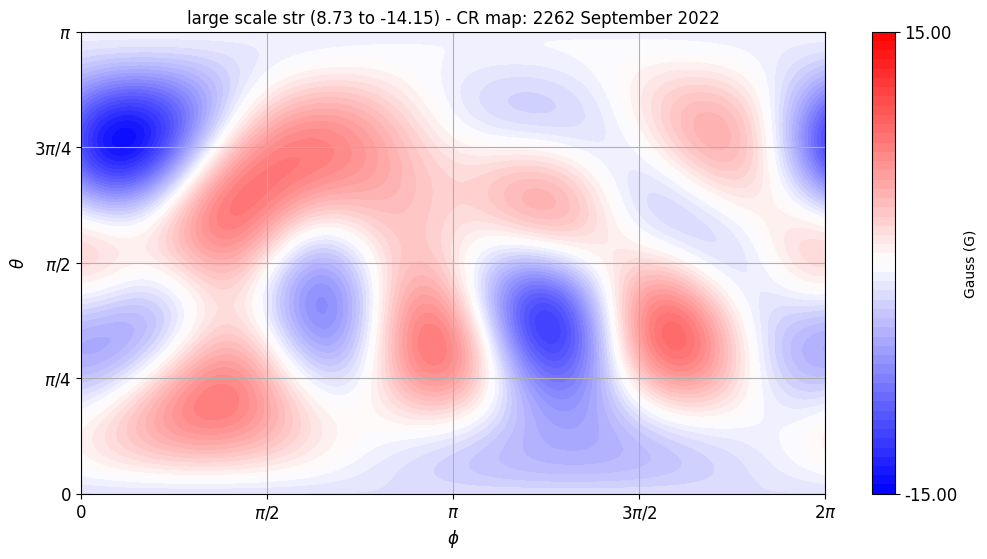 large scale str (8.73 to -14.15) - CR map: 2262 September 2022
π
3π/4
π/2
π/4
0
θ
0
π/2
π
3π/2
2π
ϕ
15.00
-15.00
Gauss (G)